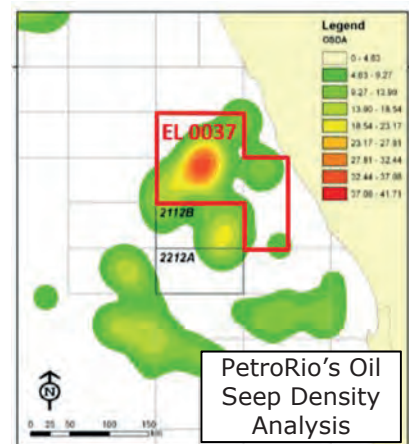 Legend
OSDA
0 - 4.63
4.63 - 9.27
9.27 - 13.90
13.90 - 18.54
18.54 - 23.17
23.17 - 27.81
27.81 - 32.44
32.44 - 37.08
37.08 - 41.71
EL 0037
2112B
2212A
N
0 25 50 100 150
PetroRio's Oil
Seep Density
Analysis